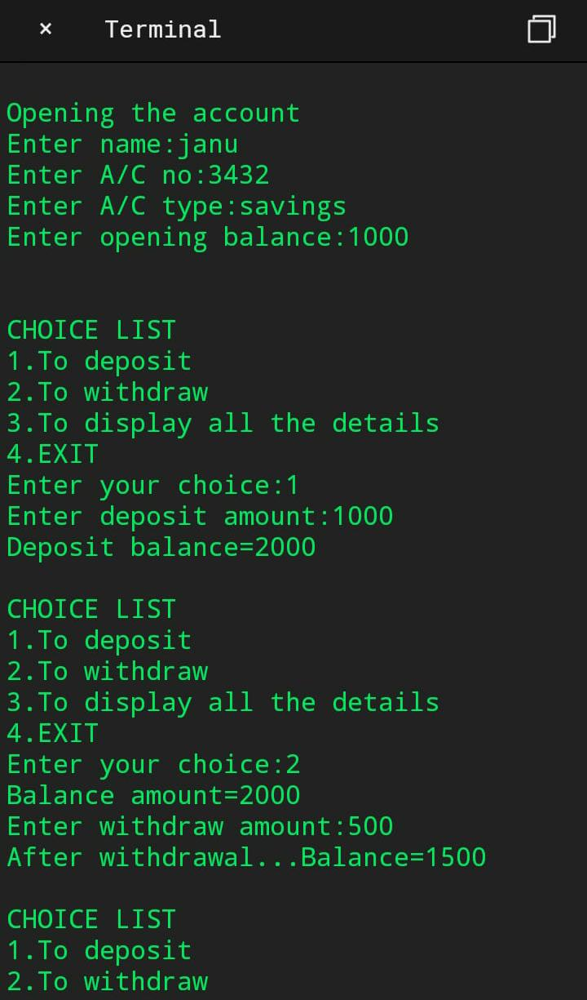 × Terminal
Opening the account
Enter name:janu
Enter A/C no:3432
Enter A/C type:savings
Enter opening balance:1000
CHOICE LIST
1.To deposit
2.To withdraw
3.To display all the details
4.EXIT
Enter your choice:1
Enter deposit amount:1000
Deposit balance=2000
CHOICE LIST
1.To deposit
2.To withdraw
3.To display all the details
4.EXIT
Enter your choice:2
Balance amount=2000
Enter withdraw amount:500
After withdrawal...Balance=1500
CHOICE LIST
1.To deposit
2.To withdraw